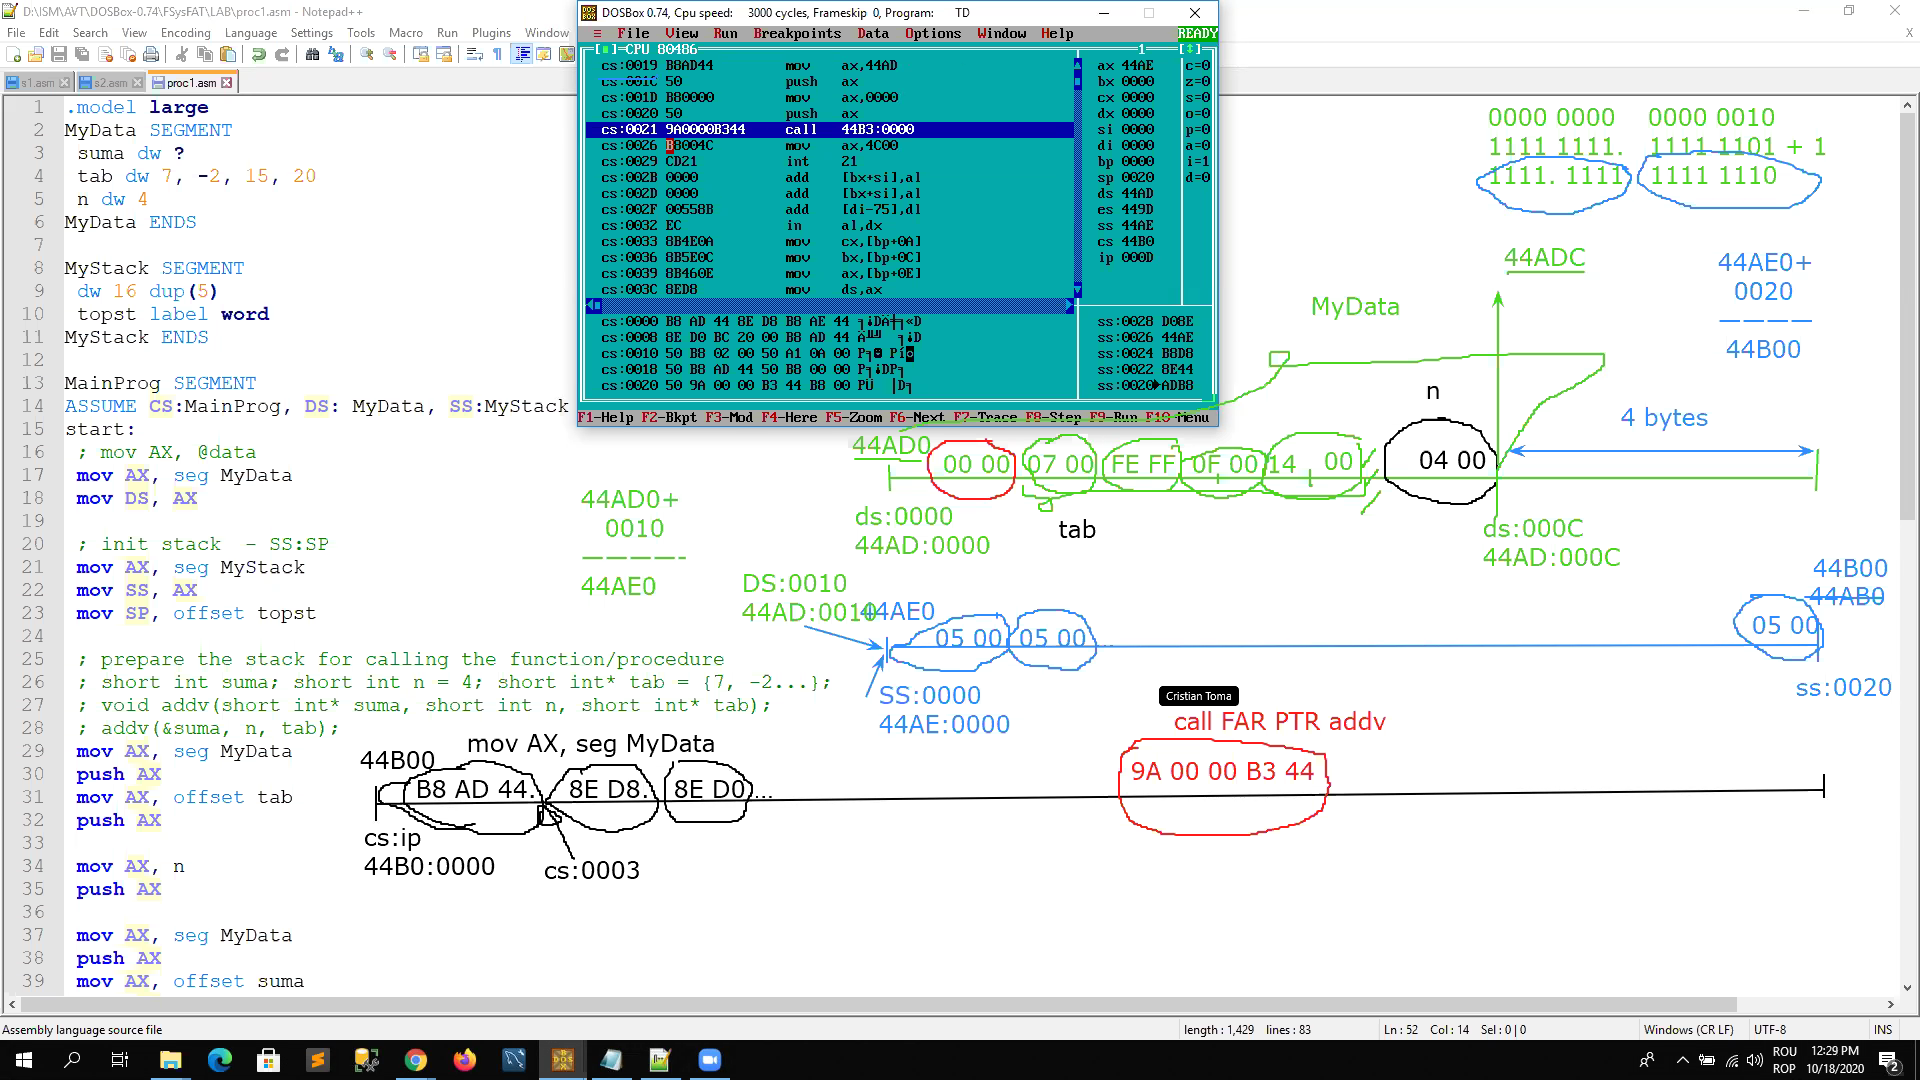 D:\ISM\AVT\DOSBox-0.74\FSysFAT\LAB\proc1.asm - Notepad++
File Edit Search View Encoding Language Settings Tools Macro Run Plugins Window
s1.asm s2.asm proc1.asm
1 .model large
2 MyData SEGMENT
3 suma dw ?
4 tab dw 7, -2, 15, 20
5 n dw 4
6 MyData ENDS
7
8 MyStack SEGMENT
9 dw 16 dup(5)
10 topst label word
11 MyStack ENDS
12
13 MainProg SEGMENT
14 ASSUME CS:MainProg, DS: MyData, SS:MyStack
15 start:
16 ; mov AX, @data
17 mov AX, seg MyData
18 mov DS, AX
19
20 ; init stack - SS:SP
21 mov AX, seg MyStack
22 mov SS, AX
23 mov SP, offset topst
24
25 ; prepare the stack for calling the function/procedure
26 ; short int suma; short int n = 4; short int* tab = {7, -2...};
27 ; void addv(short int* suma, short int n, short int* tab);
28 ; addv(&suma, n, tab);
29 mov AX, seg MyData
30 push AX
31 mov AX, offset tab
32 push AX
33
34 mov AX, n
35 push AX
36
37 mov AX, seg MyData
38 push AX
39 mov AX, offset suma
DOSBox 0.74, Cpu speed: 3000 cycles, Frameskip 0, Program: TD
≡ File View Run Breakpoints Data Options Window Help READY
CPU 80486 1
cs:0019 B8AD44 mov ax,44AD
cs:001C 50 push ax
cs:001D B80000 mov ax,0000
cs:0020 50 push ax
cs:0021 9A0000B344 call 44B3:0000
cs:0026 B8004C mov ax,4C00
cs:0029 CD21 int 21
cs:002B 0000 add [bx+si],al
cs:002D 0000 add [bx+si],al
cs:002F 00558B add [di-75],dl
cs:0032 EC in al,dx
cs:0033 8B4E0A mov cx,[bp+0A]
cs:0036 8B5E0C mov bx,[bp+0C]
cs:0039 8B460E mov ax,[bp+0E]
cs:003C 8ED8 mov ds,ax
ax 44AE c=0
bx 0000 z=0
cx 0000 s=0
dx 0000 o=0
si 0000 p=0
di 0000 a=0
bp 0000 i=1
sp 0020 d=0
ds 44AD
es 449D
ss 44AE
cs 44B0
ip 000D
cs:0000 B8 AD 44 8E D8 B8 AE 44
cs:0008 8E D0 BC 20 00 B8 AD 44
cs:0010 50 B8 02 00 50 A1 0A 00
cs:0018 50 B8 AD 44 50 B8 00 00
cs:0020 50 9A 00 00 B3 44 B8 00
ss:0028 D08E
ss:0026 44AE
ss:0024 B8D8
ss:0022 8E44
ss:0020 ADB8
F1-Help F2-Bkpt F3-Mod F4-Here F5-Zoom F6-Next F7-Trace F8-Step F9-Run F10-Menu
0000 0000 0000 0010
1111 1111. 1111 1101 + 1
1111. 1111 1111 1110
44ADC
44AE0+
0020
—————
44B00
MyData
n
4 bytes
44AD0
00 00 07 00 FE FF 0F 00 14 00 04 00
ds:0000
44AD:0000
tab
ds:000C
44AD:000C
44AD0+
0010
—————-
44AE0
DS:0010
44AD:0010
44AE0
05 00 05 00 ...
44B00
44AB0
05 00
SS:0000
44AE:0000
ss:0020
Cristian Toma
call FAR PTR addv
9A 00 00 B3 44
mov AX, seg MyData
44B00
B8 AD 44. 8E D8. 8E D0...
cs:ip
44B0:0000
cs:0003
Assembly language source file length : 1,429 lines : 83 Ln : 52 Col : 14 Sel : 0 | 0 Windows (CR LF) UTF-8 INS
ROU
ROP
12:29 PM
10/18/2020
2